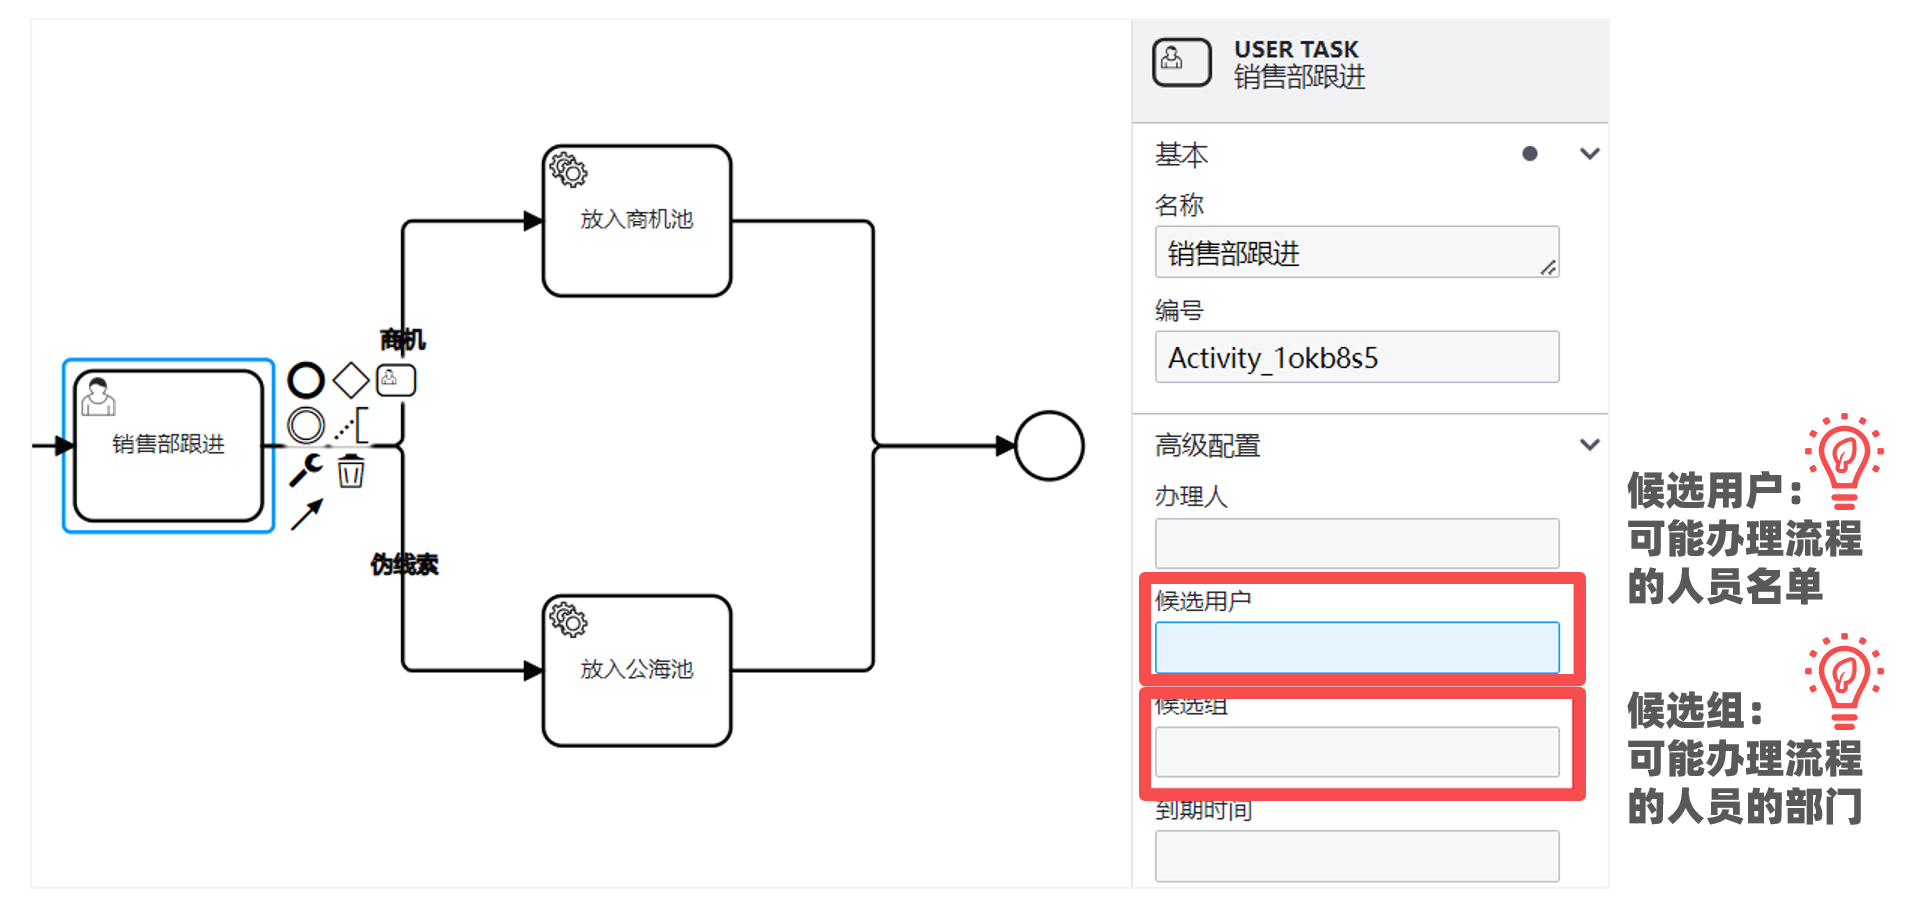 放入商机池
商机
销售部跟进
伪线索
放入公海池
USER TASK
销售部跟进
基本
名称
销售部跟进
编号
Activity_1okb8s5
高级配置
办理人
候选用户
候选组
到期时间
候选用户：
可能办理流程
的人员名单
候选组：
可能办理流程
的人员的部门